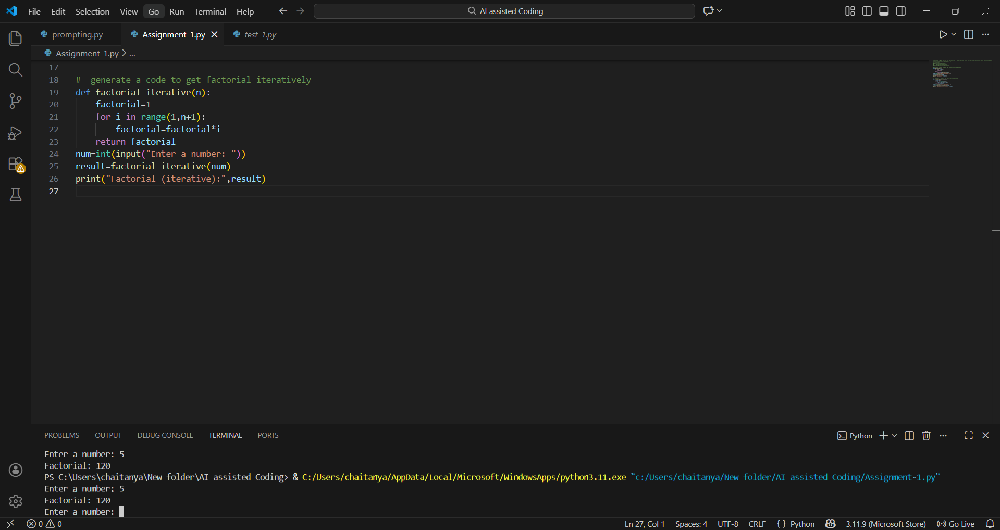 File Edit Selection View Go Run Terminal Help
AI assisted Coding
prompting.py
Assignment-1.py
test-1.py
Assignment-1.py > ...
17
18 #  generate a code to get factorial iteratively
19 def factorial_iterative(n):
20     factorial=1
21     for i in range(1,n+1):
22         factorial=factorial*i
23     return factorial
24 num=int(input("Enter a number: "))
25 result=factorial_iterative(num)
26 print("Factorial (iterative):",result)
27
PROBLEMS OUTPUT DEBUG CONSOLE TERMINAL PORTS
Python
Enter a number: 5
Factorial: 120
PS C:\Users\chaitanya\New folder\AI assisted Coding> & C:/Users/chaitanya/AppData/Local/Microsoft/WindowsApps/python3.11.exe "c:/Users/chaitanya/New folder/AI assisted Coding/Assignment-1.py"
Enter a number: 5
Factorial: 120
Enter a number:
0 0 Ln 27, Col 1 Spaces: 4 UTF-8 CRLF {} Python 3.11.9 (Microsoft Store) Go Live